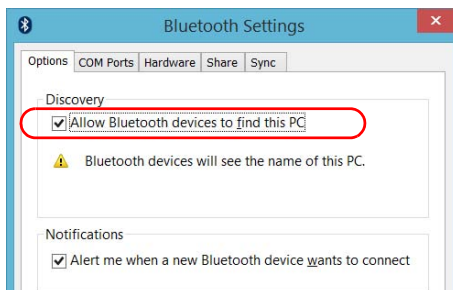 Bluetooth Settings
Options COM Ports Hardware Share Sync
Discovery
Allow Bluetooth devices to find this PC
Bluetooth devices will see the name of this PC.
Notifications
Alert me when a new Bluetooth device wants to connect